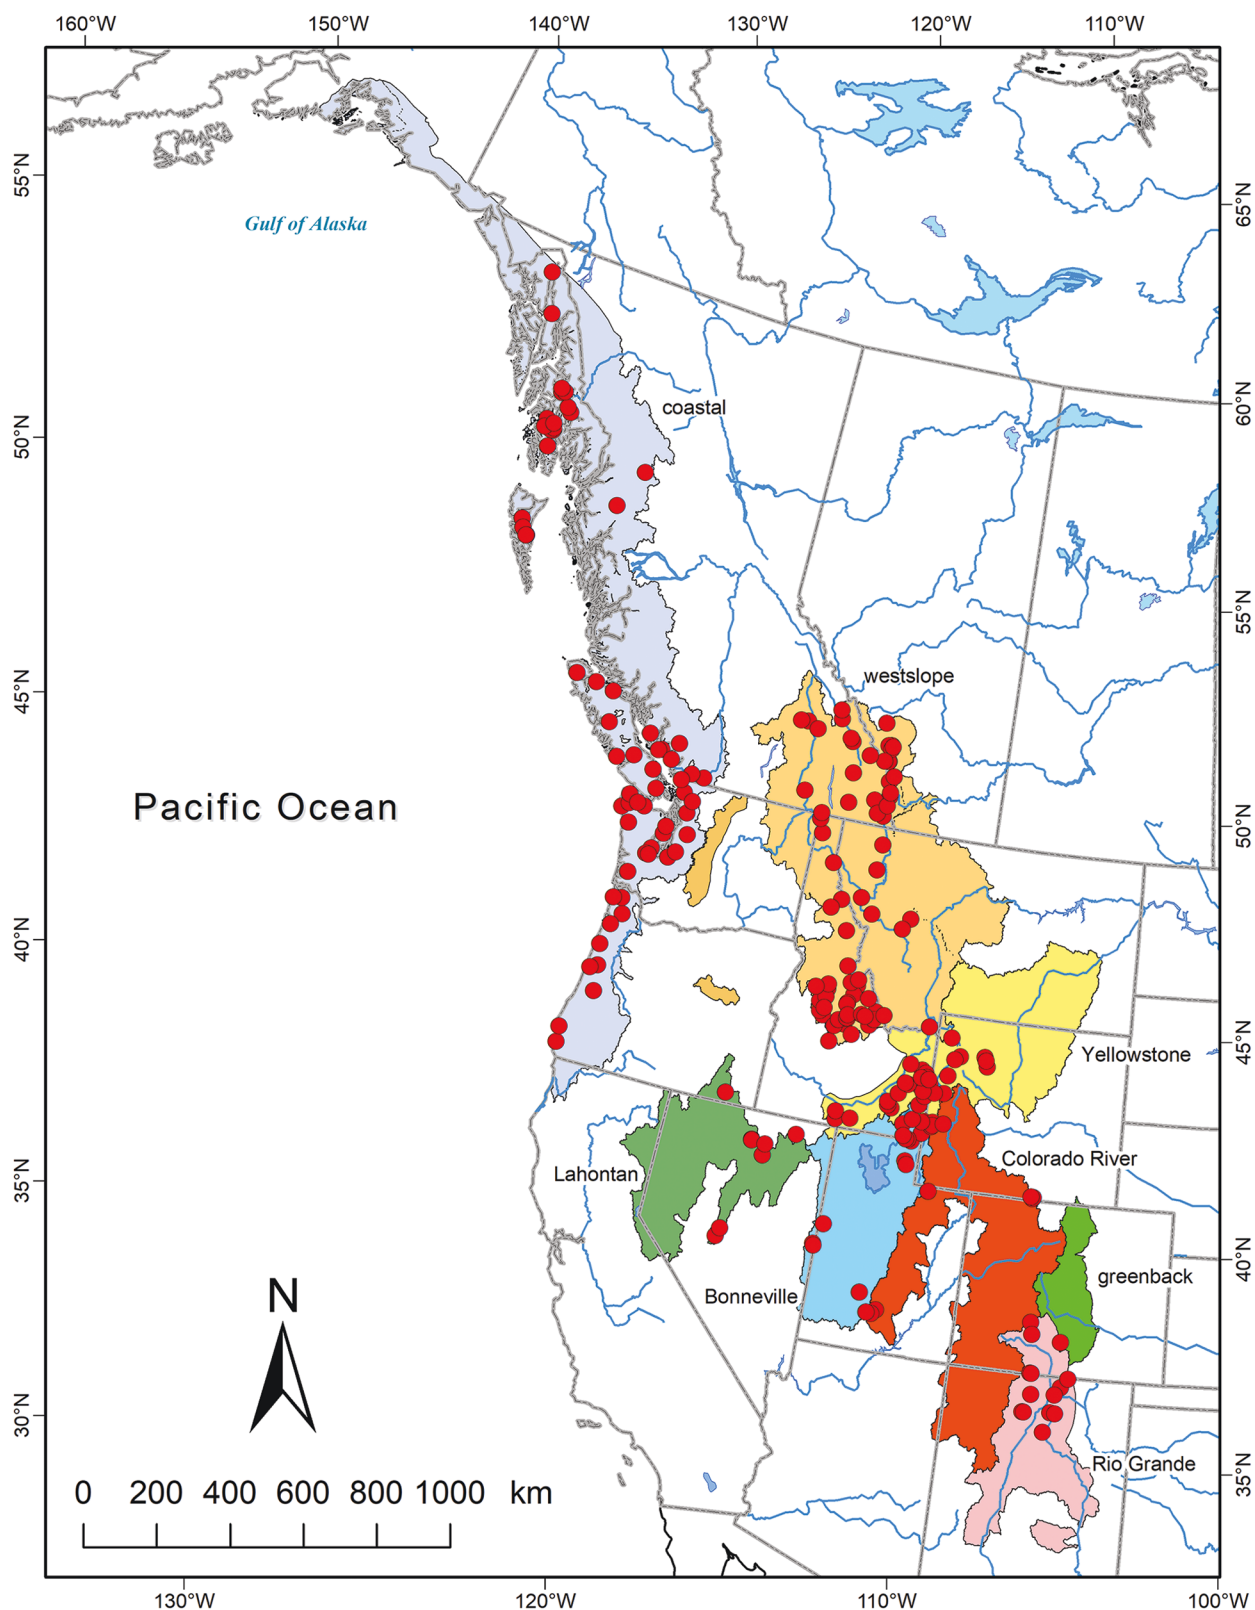 160°W 150°W 140°W 130°W 120°W 110°W
55°N
65°N
Gulf of Alaska
coastal
60°N
50°N
55°N
westslope
45°N
Pacific Ocean
50°N
40°N
45°N
Yellowstone
Colorado River
Lahontan
35°N
40°N
greenback
N
Bonneville
30°N
Rio Grande
35°N
0 200 400 600 800 1000 km
130°W 120°W 110°W 100°W